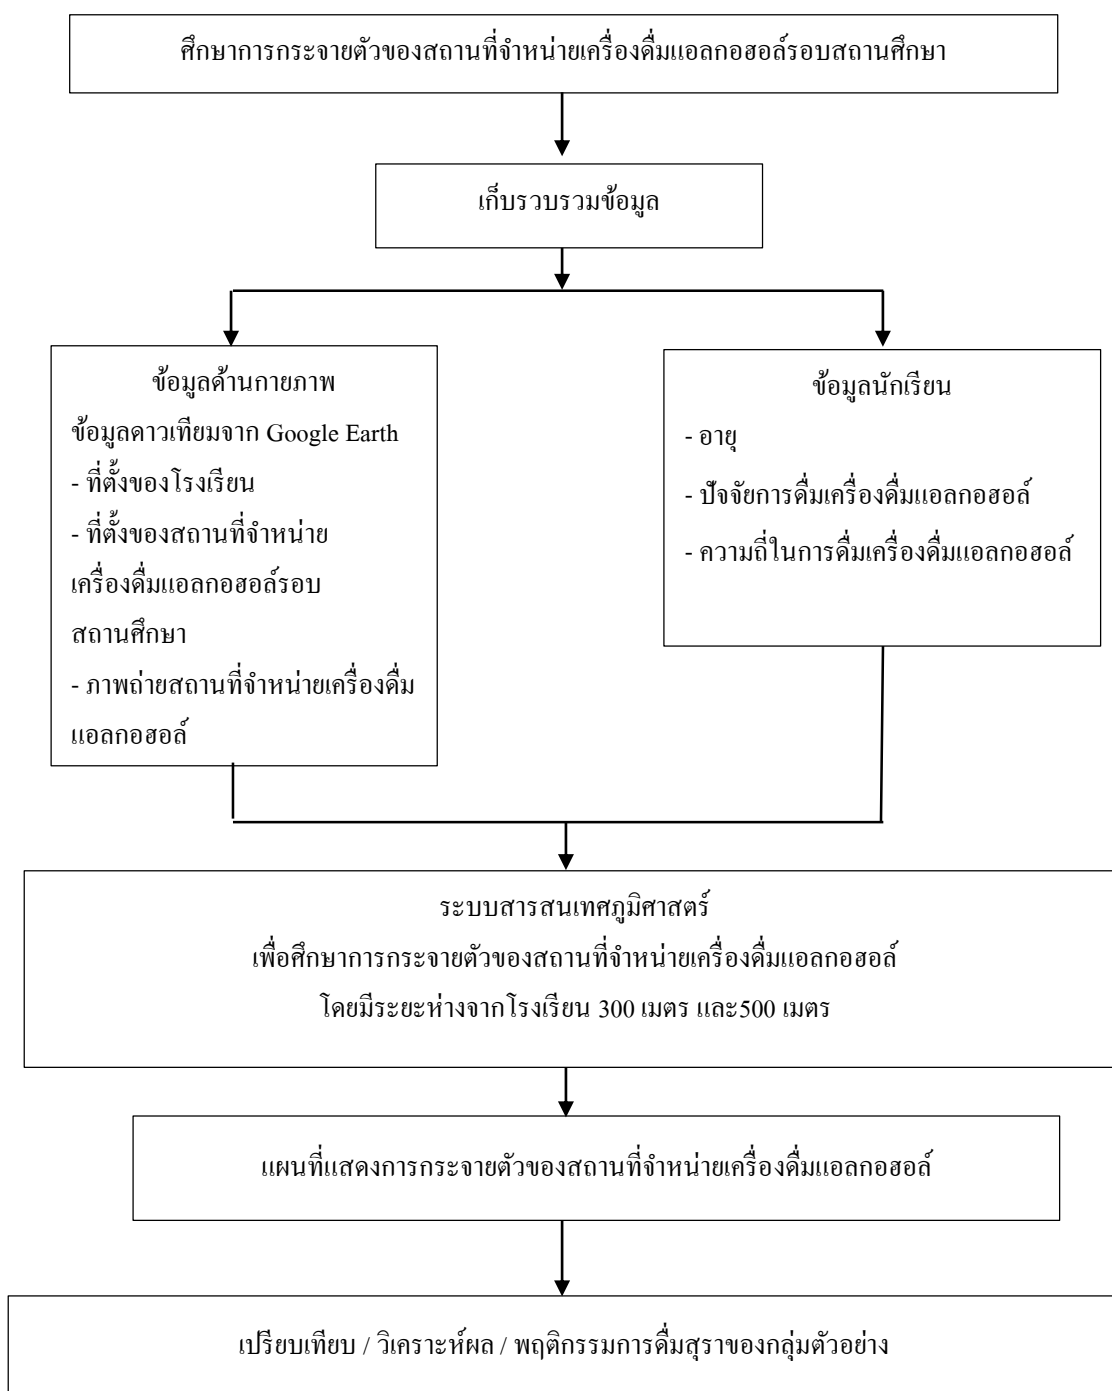 ศึกษาการกระจายตัวของสถานที่จำหน่ายเครื่องดื่มแอลกอฮอล์รอบสถานศึกษา
เก็บรวบรวมข้อมูล
ข้อมูลด้านกายภาพ
ข้อมูลดาวเทียมจาก Google Earth
- ที่ตั้งของโรงเรียน
- ที่ตั้งของสถานที่จำหน่าย
เครื่องดื่มแอลกอฮอล์รอบ
สถานศึกษา
- ภาพถ่ายสถานที่จำหน่ายเครื่องดื่ม
แอลกอฮอล์
ข้อมูลนักเรียน
- อายุ
- ปัจจัยการดื่มเครื่องดื่มแอลกอฮอล์
- ความถี่ในการดื่มเครื่องดื่มแอลกอฮอล์
ระบบสารสนเทศภูมิศาสตร์
เพื่อศึกษาการกระจายตัวของสถานที่จำหน่ายเครื่องดื่มแอลกอฮอล์
โดยมีระยะห่างจากโรงเรียน 300 เมตร และ500 เมตร
แผนที่แสดงการกระจายตัวของสถานที่จำหน่ายเครื่องดื่มแอลกอฮอล์
เปรียบเทียบ / วิเคราะห์ผล / พฤติกรรมการดื่มสุราของกลุ่มตัวอย่าง